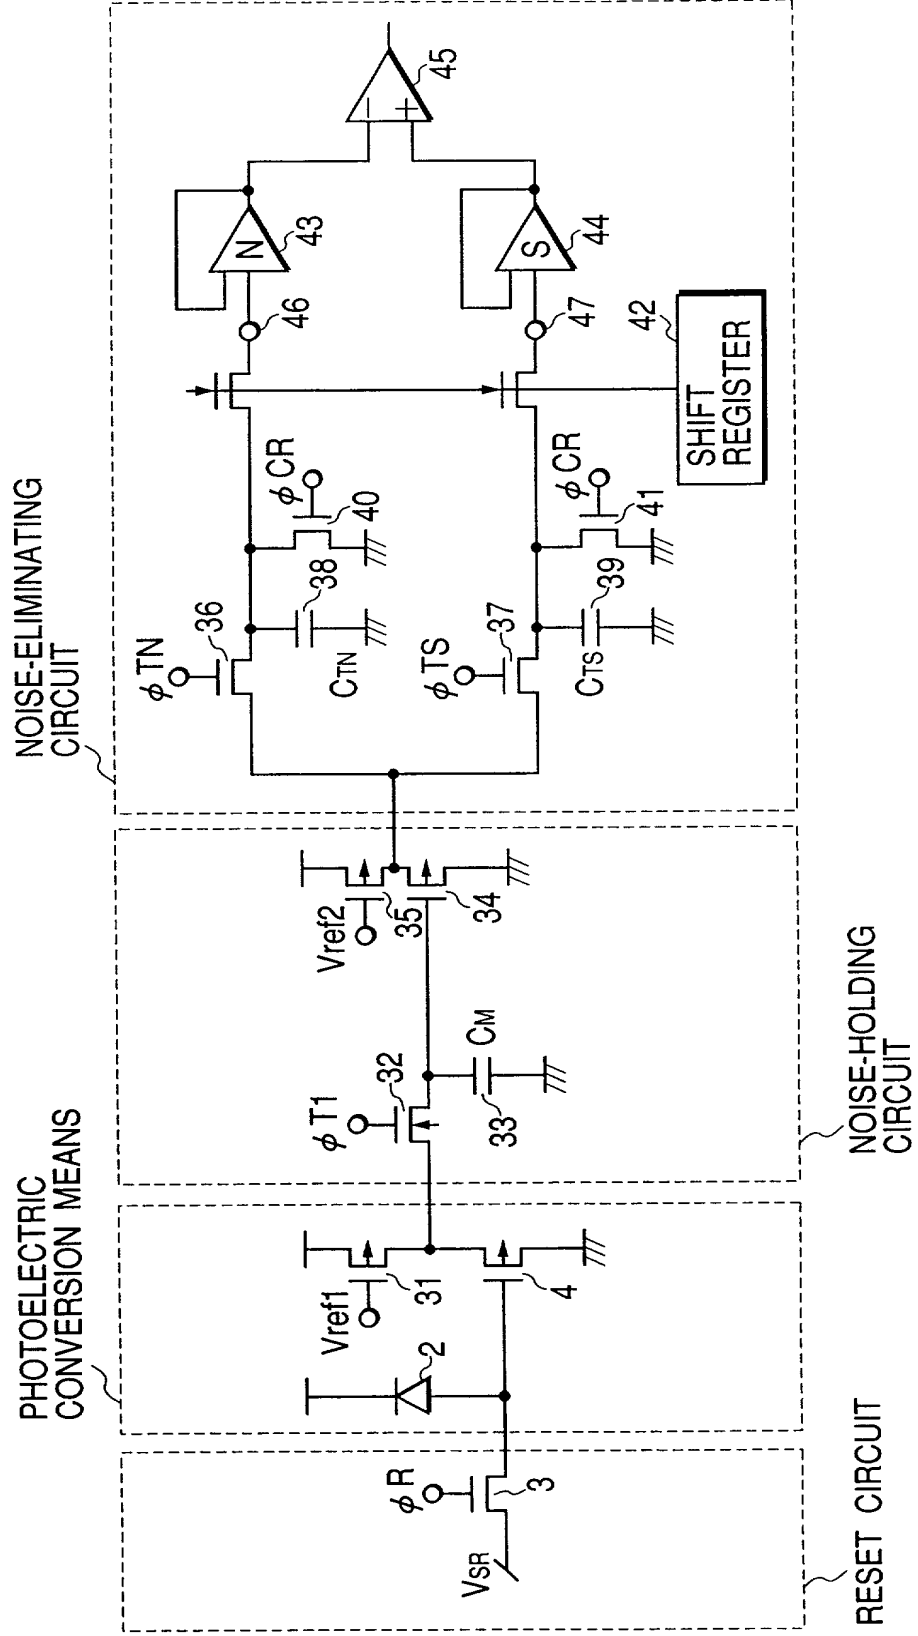 NOISE-ELIMINATING
CIRCUIT
PHOTOELECTRIC
CONVERSION MEANS
RESET CIRCUIT
NOISE-HOLDING
CIRCUIT
VSR
ϕR
3
2
Vref1
31
4
ϕT1
32
33
CM
Vref2
35
34
ϕTN
36
CTN
38
ϕCR
40
46
N
43
ϕTS
37
CTS
39
ϕCR
41
47
S
44
42
SHIFT
REGISTER
−
+
45